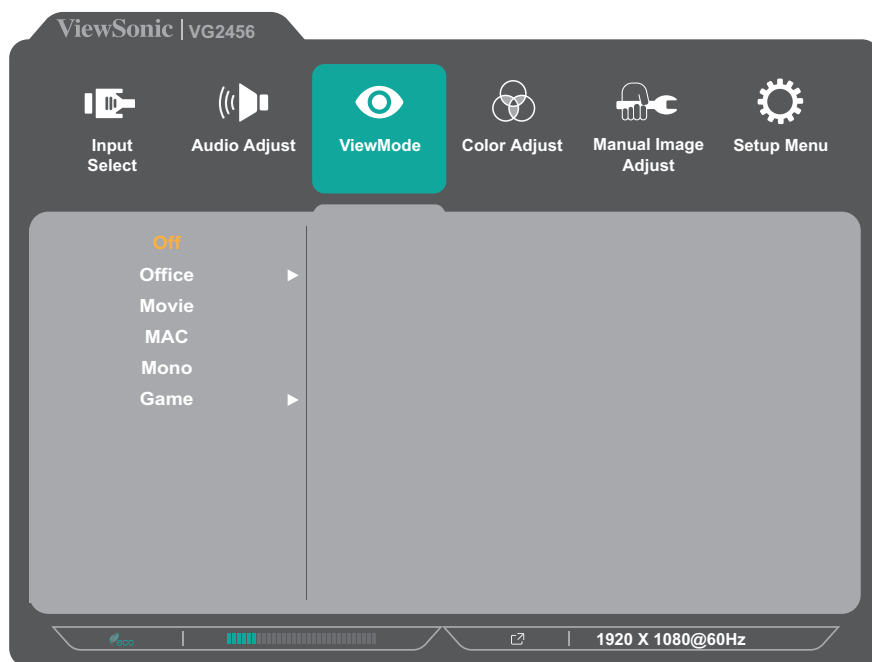 ViewSonic | VG2456
Input
Select
Audio Adjust
ViewMode
Color Adjust
Manual Image
Adjust
Setup Menu
Off
Office ▶
Movie
MAC
Mono
Game ▶
eco | 1920 X 1080@60Hz